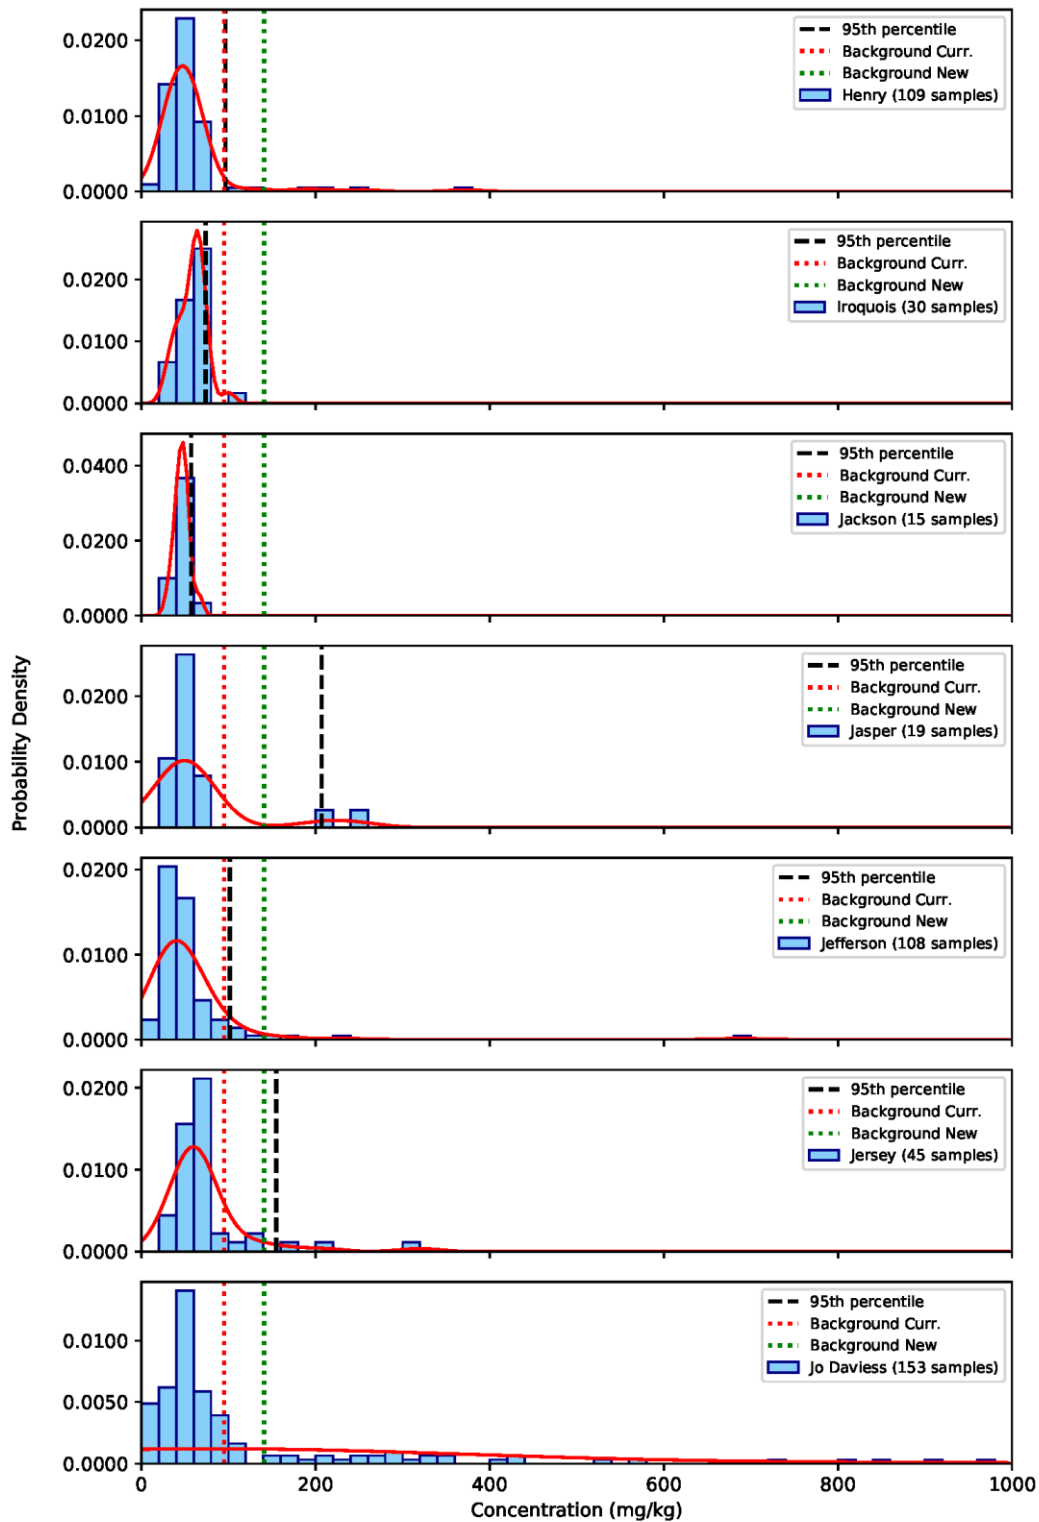 0.0200
0.0100
0.0000
95th percentile
Background Curr.
Background New
Henry (109 samples)
0.0200
0.0100
0.0000
95th percentile
Background Curr.
Background New
Iroquois (30 samples)
0.0400
0.0200
0.0000
95th percentile
Background Curr.
Background New
Jackson (15 samples)
Probability Density
0.0200
0.0100
0.0000
95th percentile
Background Curr.
Background New
Jasper (19 samples)
0.0200
0.0100
0.0000
95th percentile
Background Curr.
Background New
Jefferson (108 samples)
0.0200
0.0100
0.0000
95th percentile
Background Curr.
Background New
Jersey (45 samples)
0.0100
0.0050
0.0000
95th percentile
Background Curr.
Background New
Jo Daviess (153 samples)
0 200 400 600 800 1000
Concentration (mg/kg)